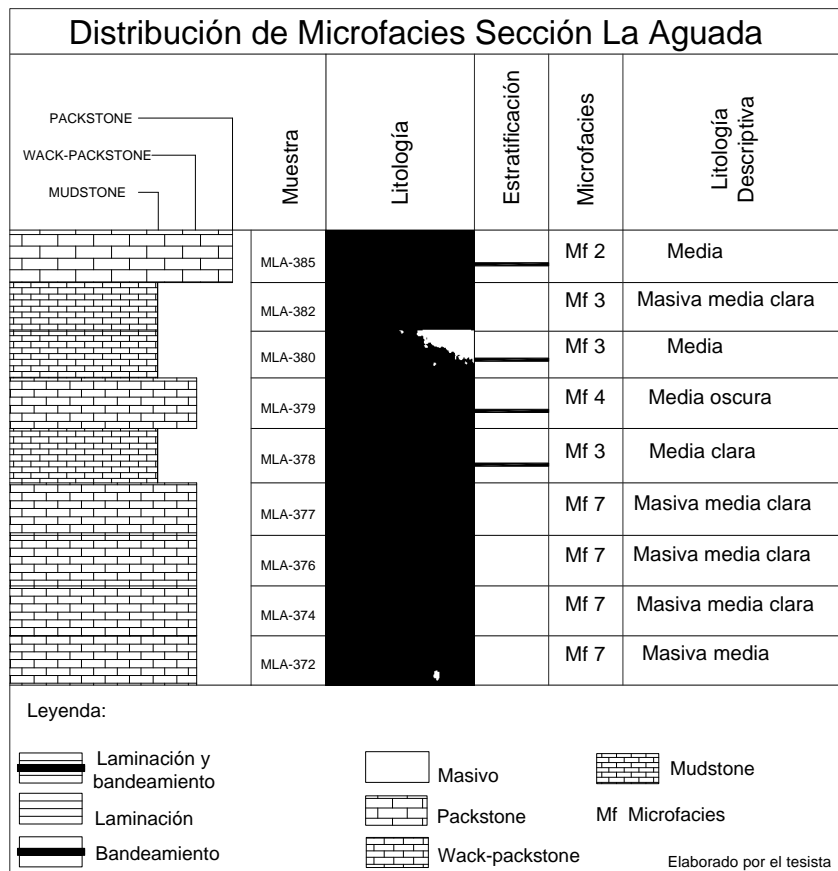 Distribución de Microfacies Sección La Aguada
PACKSTONE
WACK-PACKSTONE
MUDSTONE
Muestra
Litología
Estratificación
Microfacies
Litología
Descriptiva
MLA-385
Mf 2
Media
MLA-382
Mf 3
Masiva media clara
MLA-380
Mf 3
Media
MLA-379
Mf 4
Media oscura
MLA-378
Mf 3
Media clara
MLA-377
Mf 7
Masiva media clara
MLA-376
Mf 7
Masiva media clara
MLA-374
Mf 7
Masiva media clara
MLA-372
Mf 7
Masiva media
Leyenda:
Laminación y
bandeamiento
Laminación
Bandeamiento
Masivo
Packstone
Wack-packstone
Mudstone
Mf Microfacies
Elaborado por el tesista